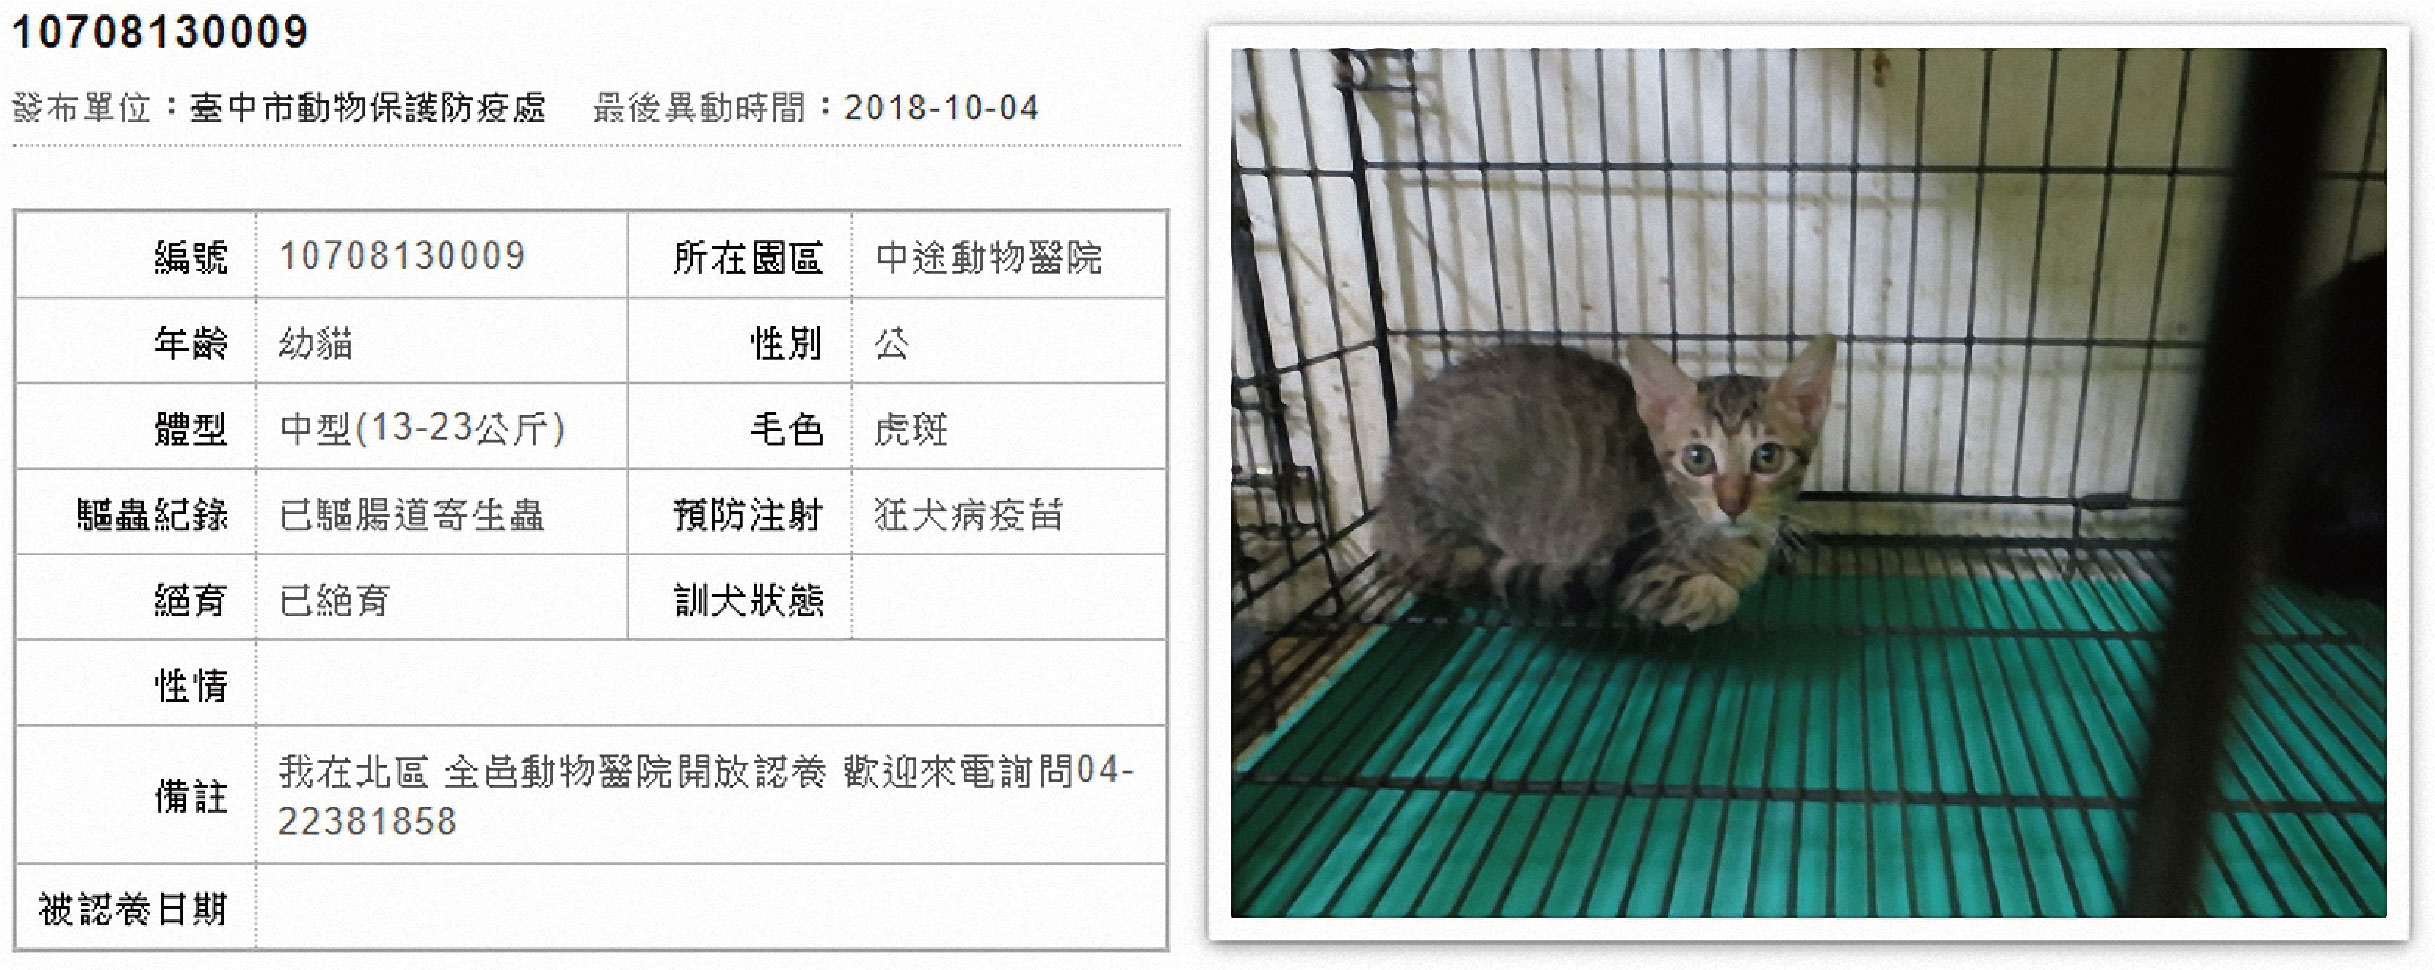 10708130009
發布單位：臺中市動物保護防疫處 最後異動時間：2018-10-04
編號 10708130009 所在園區 中途動物醫院
年齡 幼貓 性別 公
體型 中型(13-23公斤) 毛色 虎斑
驅蟲紀錄 已驅腸道寄生蟲 預防注射 狂犬病疫苗
絕育 已絕育 訓犬狀態
性情
備註 我在北區 全邑動物醫院開放認養 歡迎來電詢問04-
22381858
被認養日期